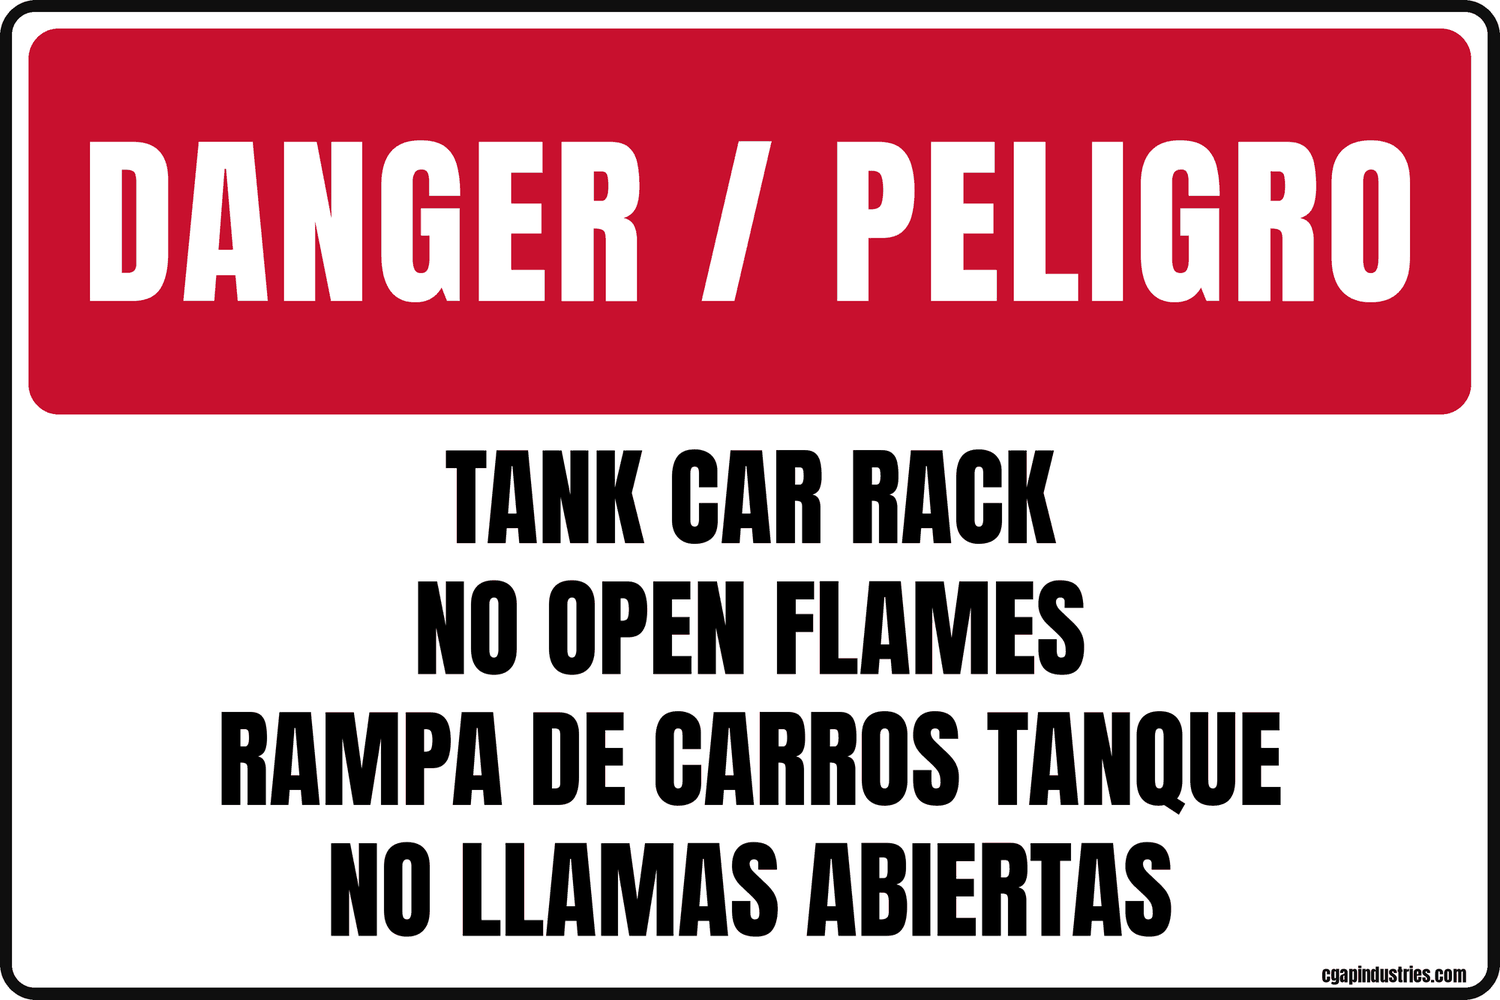 DANGER / PELIGRO
TANK CAR RACK
NO OPEN FLAMES
RAMPA DE CARROS TANQUE
NO LLAMAS ABIERTAS
cgapindustries.com